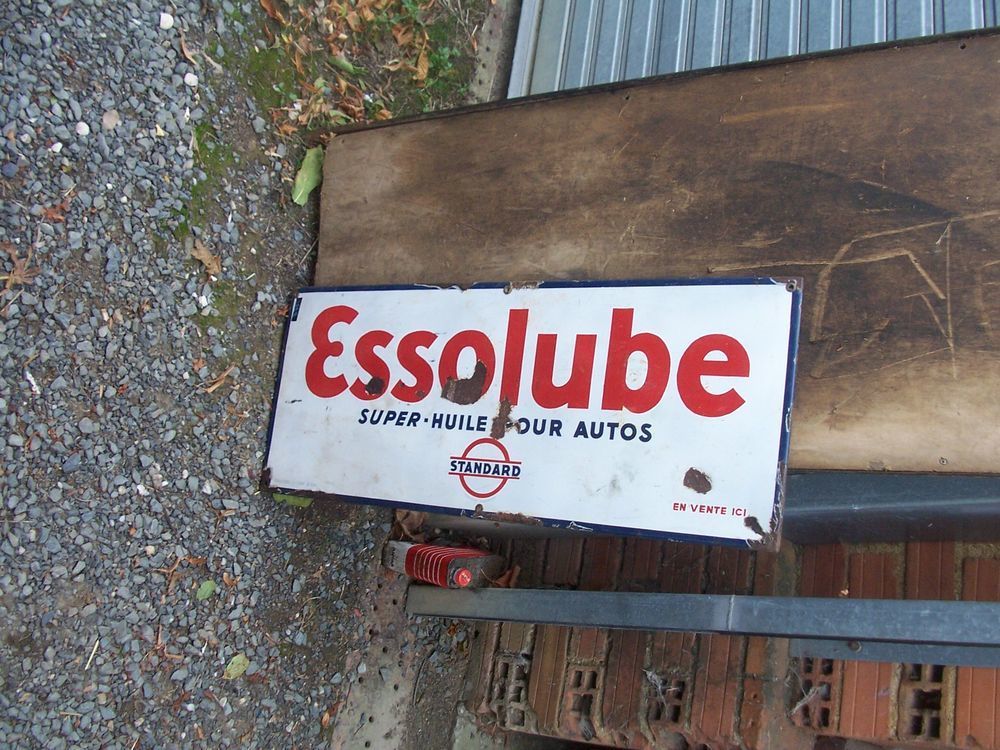 Essolube
SUPER-HUILE POUR AUTOS
STANDARD
EN VENTE ICI